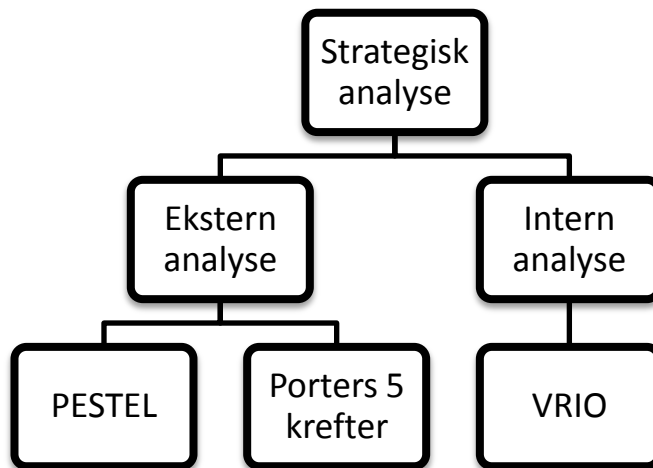 Strategisk
analyse
Ekstern
analyse
Intern
analyse
PESTEL
Porters 5
krefter
VRIO